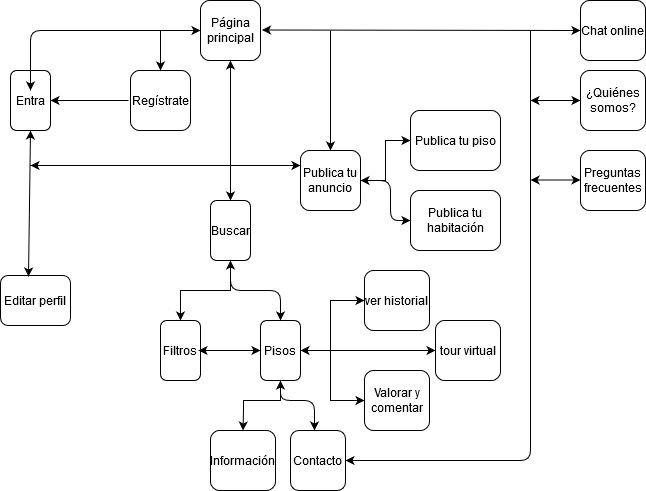 Página
principal
Chat online
Entra
Regístrate
¿Quiénes
somos?
Publica tu piso
Publica tu
anuncio
Preguntas
frecuentes
Publica tu
habitación
Buscar
Editar perfil
ver historial
Filtros
Pisos
tour virtual
Valorar y
comentar
Información
Contacto